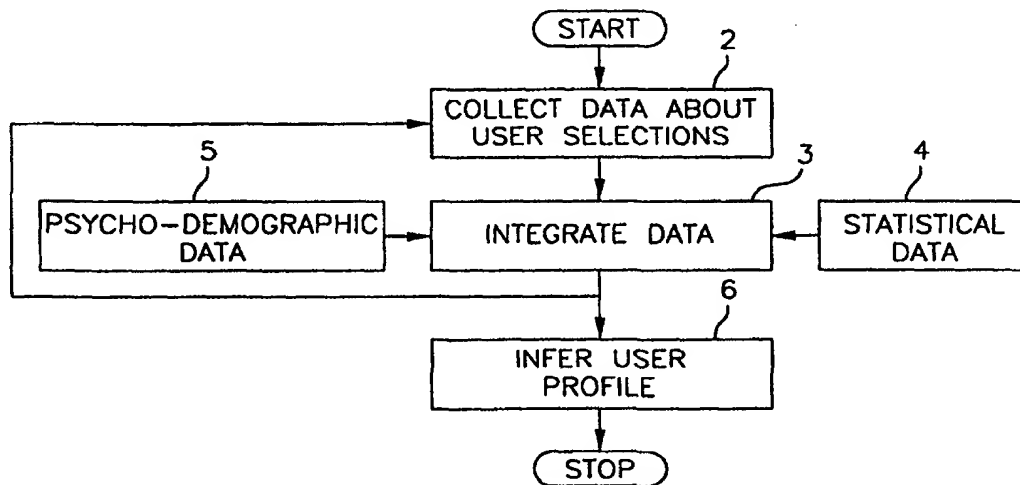 START
2
COLLECT DATA ABOUT
USER SELECTIONS
5
3
4
PSYCHO-DEMOGRAPHIC
DATA
INTEGRATE DATA
STATISTICAL
DATA
6
INFER USER
PROFILE
STOP